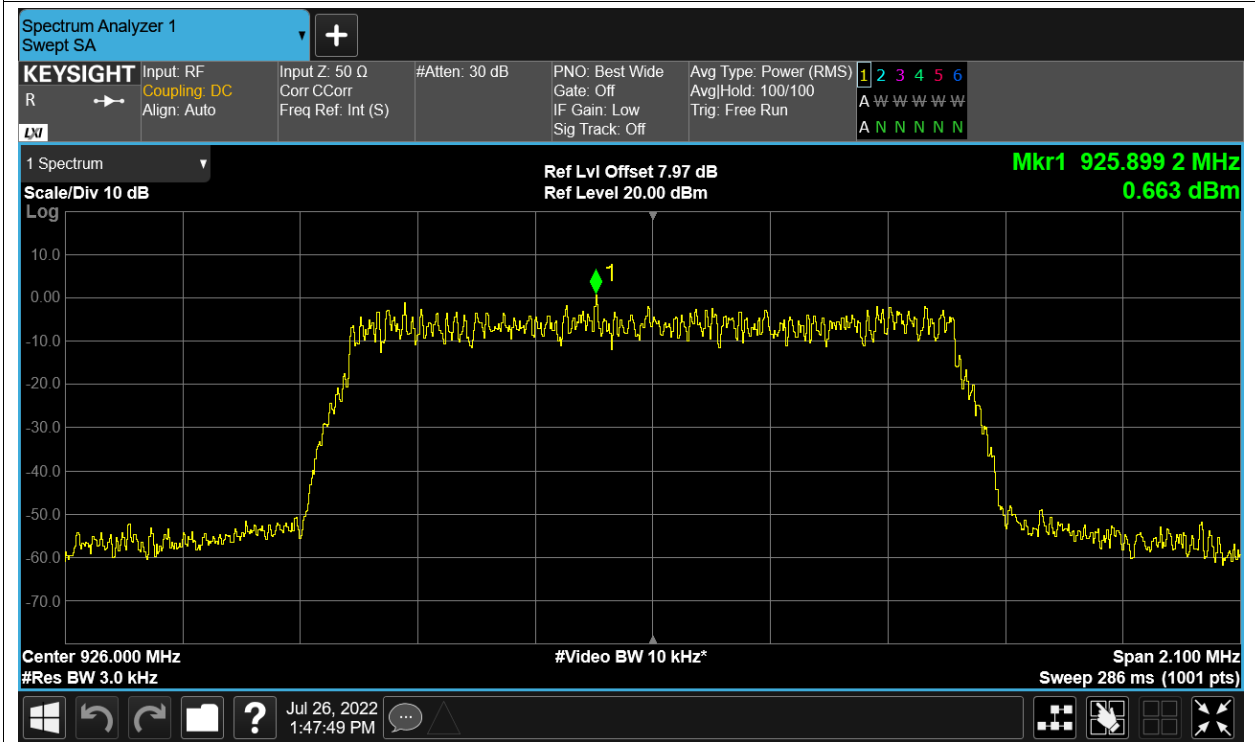 Spectrum Analyzer 1
Swept SA
+
KEYSIGHT
R
LXI
Input: RF
Coupling: DC
Align: Auto
Input Z: 50 Ω
Corr CCorr
Freq Ref: Int (S)
#Atten: 30 dB
PNO: Best Wide
Gate: Off
IF Gain: Low
Sig Track: Off
Avg Type: Power (RMS)
Avg|Hold: 100/100
Trig: Free Run
1 2 3 4 5 6
A W W W W W
A N N N N N
1 Spectrum
Scale/Div 10 dB
Log
Ref Lvl Offset 7.97 dB
Ref Level 20.00 dBm
Mkr1 925.899 2 MHz
0.663 dBm
10.0
0.00
-10.0
-20.0
-30.0
-40.0
-50.0
-60.0
-70.0
1
Center 926.000 MHz
#Res BW 3.0 kHz
#Video BW 10 kHz*
Span 2.100 MHz
Sweep 286 ms (1001 pts)
?
Jul 26, 2022
1:47:49 PM